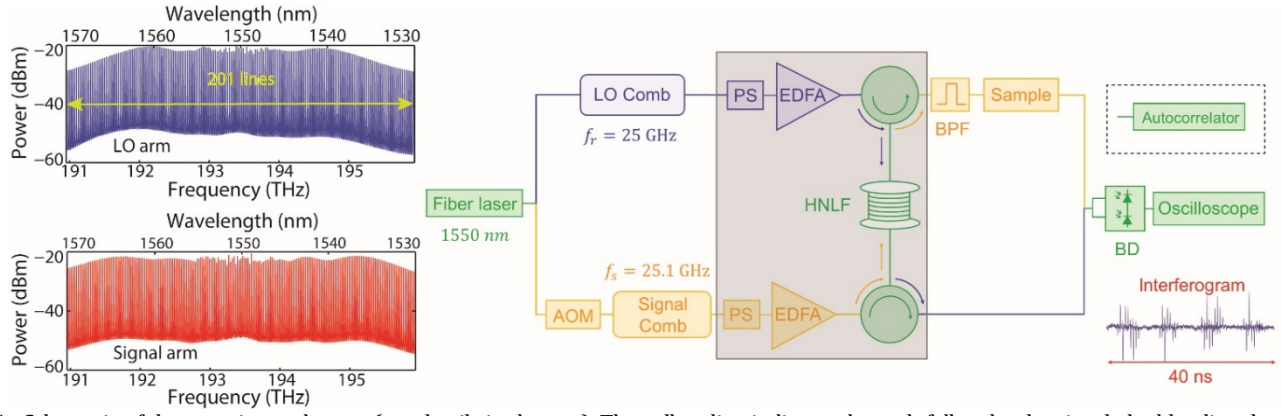 Wavelength (nm)
1570 1560 1550 1540 1530
Power (dBm)
−20
−40
−60
201 lines
LO arm
191 192 193 194 195
Frequency (THz)
Wavelength (nm)
1570 1560 1550 1540 1530
Power (dBm)
−20
−40
−60
Signal arm
191 192 193 194 195
Frequency (THz)
Fiber laser
1550 nm
LO Comb
f_r = 25 GHz
PS
EDFA
BPF
Sample
HNLF
f_s = 25.1 GHz
AOM
Signal
Comb
PS
EDFA
Autocorrelator
BD
Oscilloscope
Interferogram
40 ns